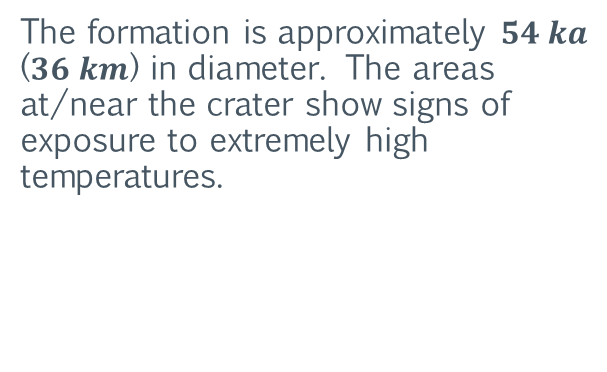 The formation is approximately 54 ka
(36 km) in diameter. The areas
at/near the crater show signs of
exposure to extremely high
temperatures.